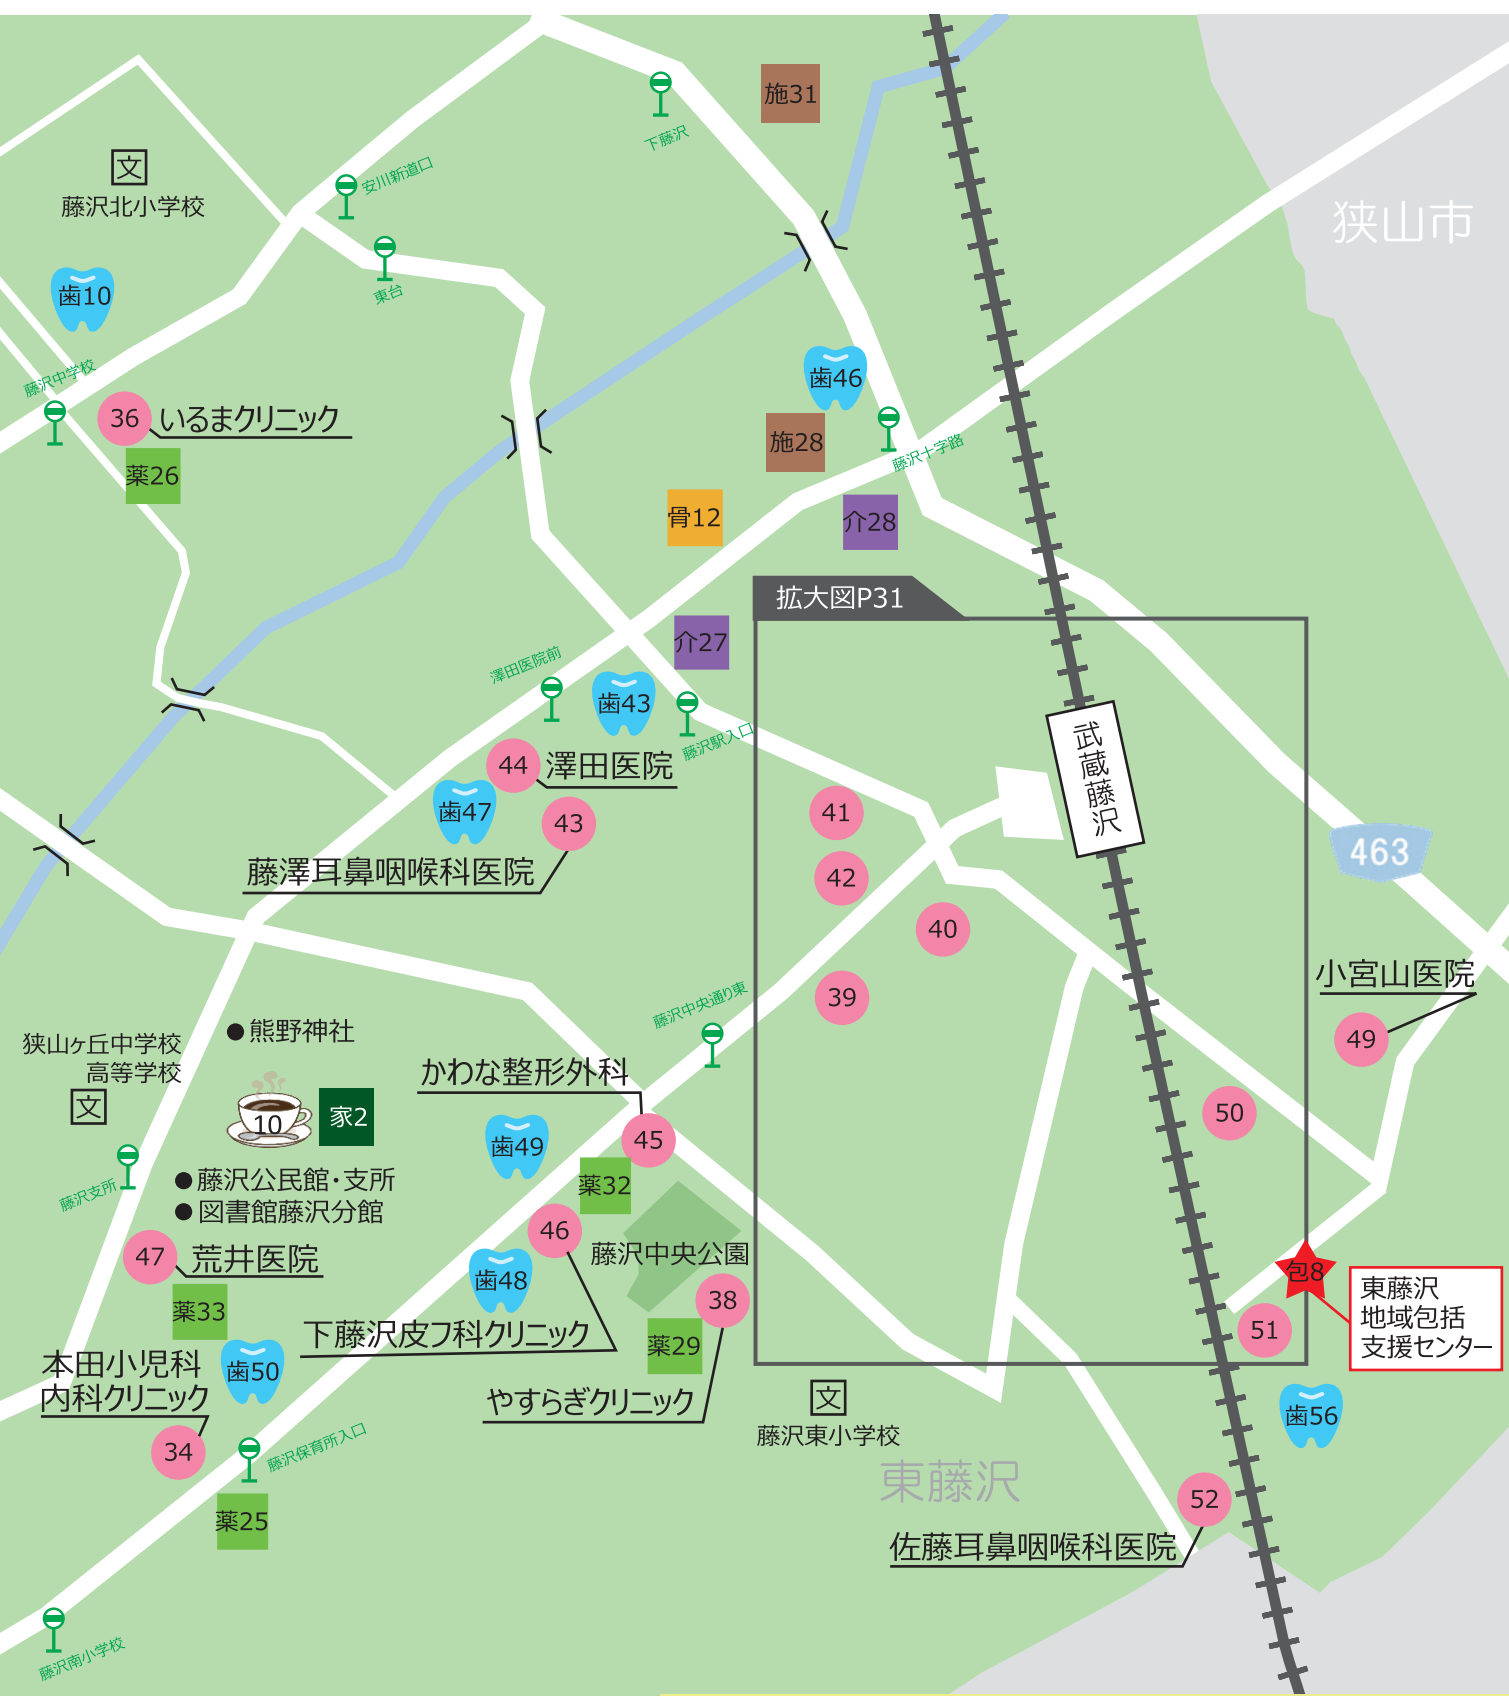 施31
下藤沢
文
藤沢北小学校
安川新道口
狭山市
東台
歯10
藤沢中学校
歯46
36
いるまクリニック
施28
藤沢十字路
薬26
骨12
介28
拡大図P31
介27
澤田医院前
歯43
藤沢駅入口
武蔵藤沢
44
澤田医院
歯47
43
41
463
藤澤耳鼻咽喉科医院
42
40
小宮山医院
39
藤沢中央通り東
49
●熊野神社
狭山ヶ丘中学校
高等学校
文
かわな整形外科
10
家2
50
45
歯49
藤沢支所
●藤沢公民館・支所
●図書館藤沢分館
薬32
46
47
荒井医院
藤沢中央公園
歯48
包8
東藤沢
地域包括
支援センター
38
薬33
下藤沢皮フ科クリニック
薬29
51
本田小児科
内科クリニック
歯50
やすらぎクリニック
文
藤沢東小学校
歯56
34
藤沢保育所入口
東藤沢
52
薬25
佐藤耳鼻咽喉科医院
藤沢南小学校